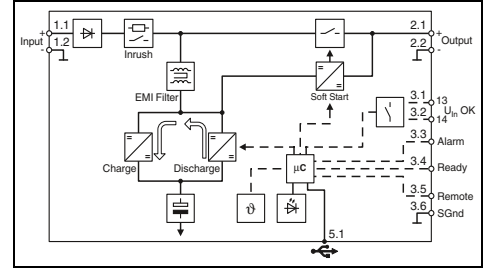 1.1
2.1
+
+
Input
Output
1.2
2.2
-
-
Inrush
EMI Filter
Soft Start
3.1
13
U In OK
3.2
14
3.3
Alarm
Charge
Discharge
µC
3.4
Ready
ϑ
3.5
Remote
3.6
SGnd
5.1